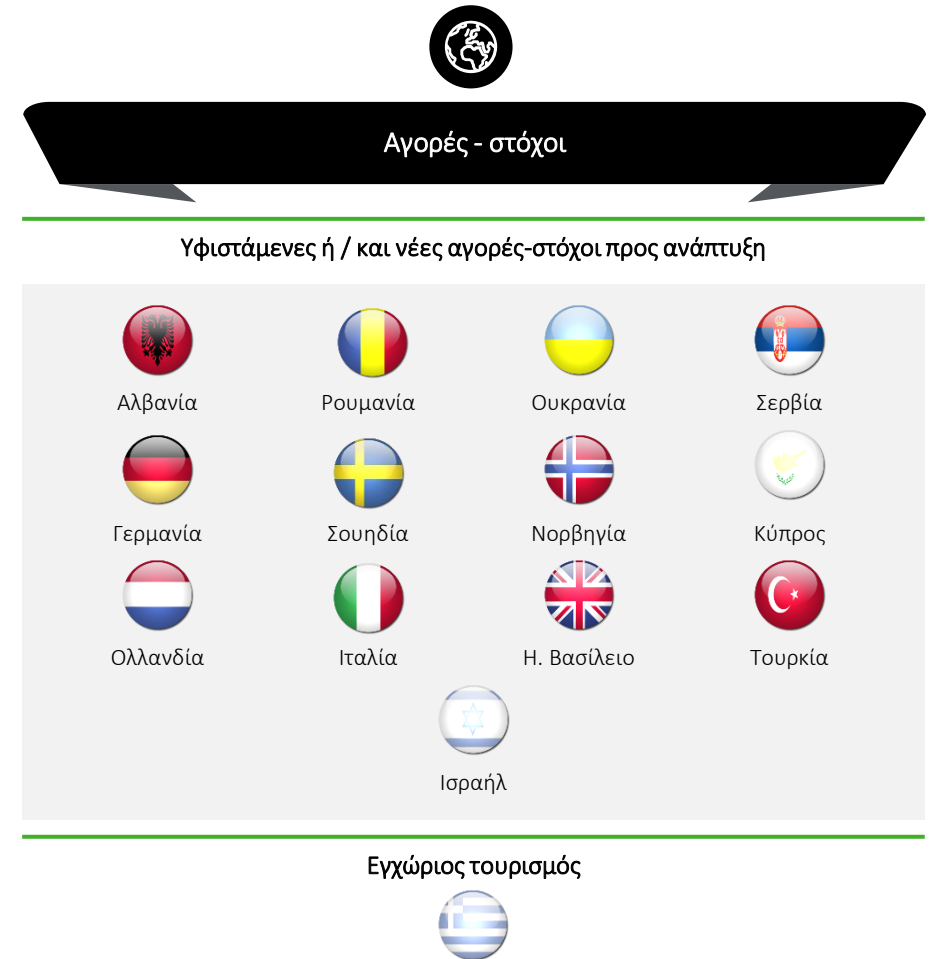 Αγορές - στόχοι
Υφιστάμενες ή / και νέες αγορές-στόχοι προς ανάπτυξη
Αλβανία Ρουμανία Ουκρανία Σερβία
Γερμανία Σουηδία Νορβηγία Κύπρος
Ολλανδία Ιταλία Η. Βασίλειο Τουρκία
Ισραήλ
Εγχώριος τουρισμός